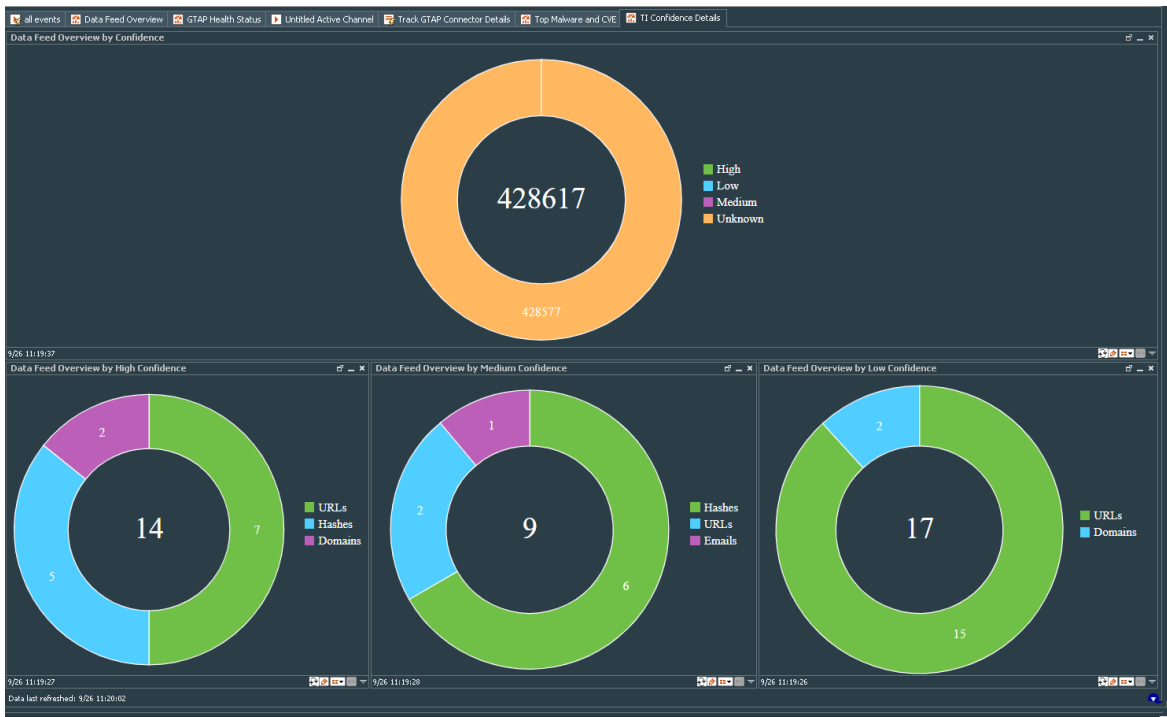 all events
Data Feed Overview
GTAP Health Status
Untitled Active Channel
Track GTAP Connector Details
Top Malware and CVE
TI Confidence Details
Data Feed Overview by Confidence
428617
428577
High
Low
Medium
Unknown
9/26 11:19:37
Data Feed Overview by High Confidence
2
5
7
14
URLs
Hashes
Domains
9/26 11:19:27
Data Feed Overview by Medium Confidence
1
2
6
9
Hashes
URLs
Emails
9/26 11:19:28
Data Feed Overview by Low Confidence
2
17
15
URLs
Domains
9/26 11:19:26
Data last refreshed: 9/26 11:20:02